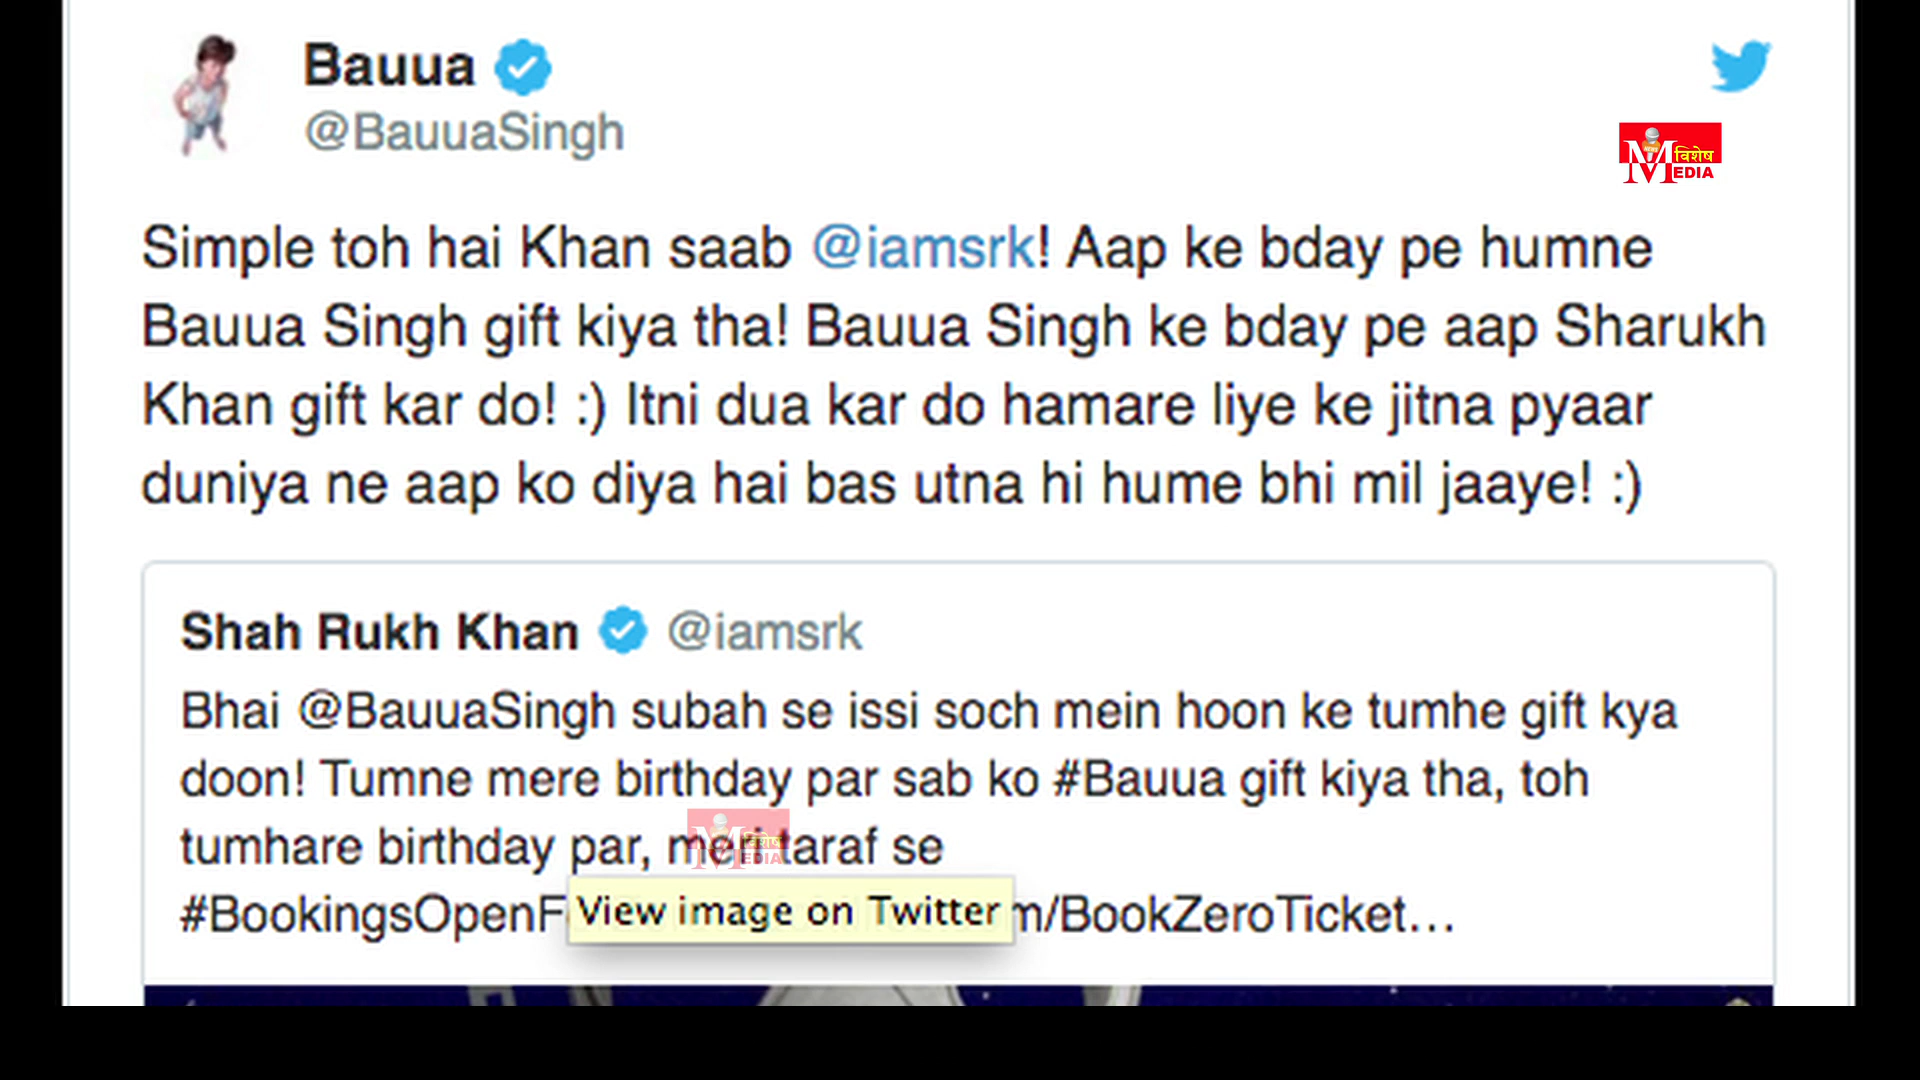 Bauua
@BauuaSingh
विशेष
MEDIA
Simple toh hai Khan saab @iamsrk! Aap ke bday pe humne
Bauua Singh gift kiya tha! Bauua Singh ke bday pe aap Sharukh
Khan gift kar do! :) Itni dua kar do hamare liye ke jitna pyaar
duniya ne aap ko diya hai bas utna hi hume bhi mil jaaye! :)
Shah Rukh Khan @iamsrk
Bhai @BauuaSingh subah se issi soch mein hoon ke tumhe gift kya
doon! Tumne mere birthday par sab ko #Bauua gift kiya tha, toh
tumhare birthday par, taraf se
विशेष
MEDIA
#BookingsOpenF View image on Twitter m/BookZeroTicket...